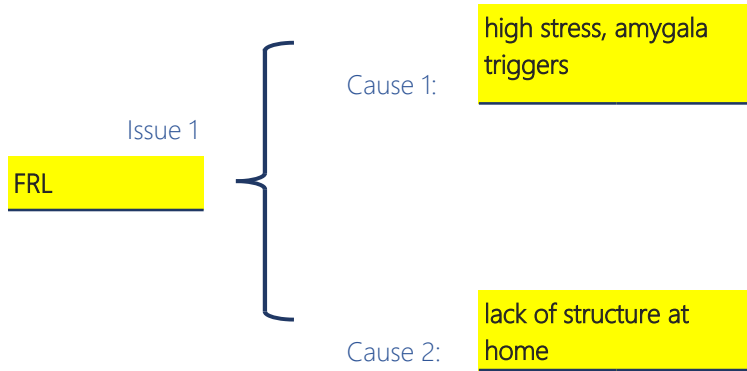 high stress, amygala
triggers
Cause 1:
Issue 1
FRL
lack of structure at
home
Cause 2: